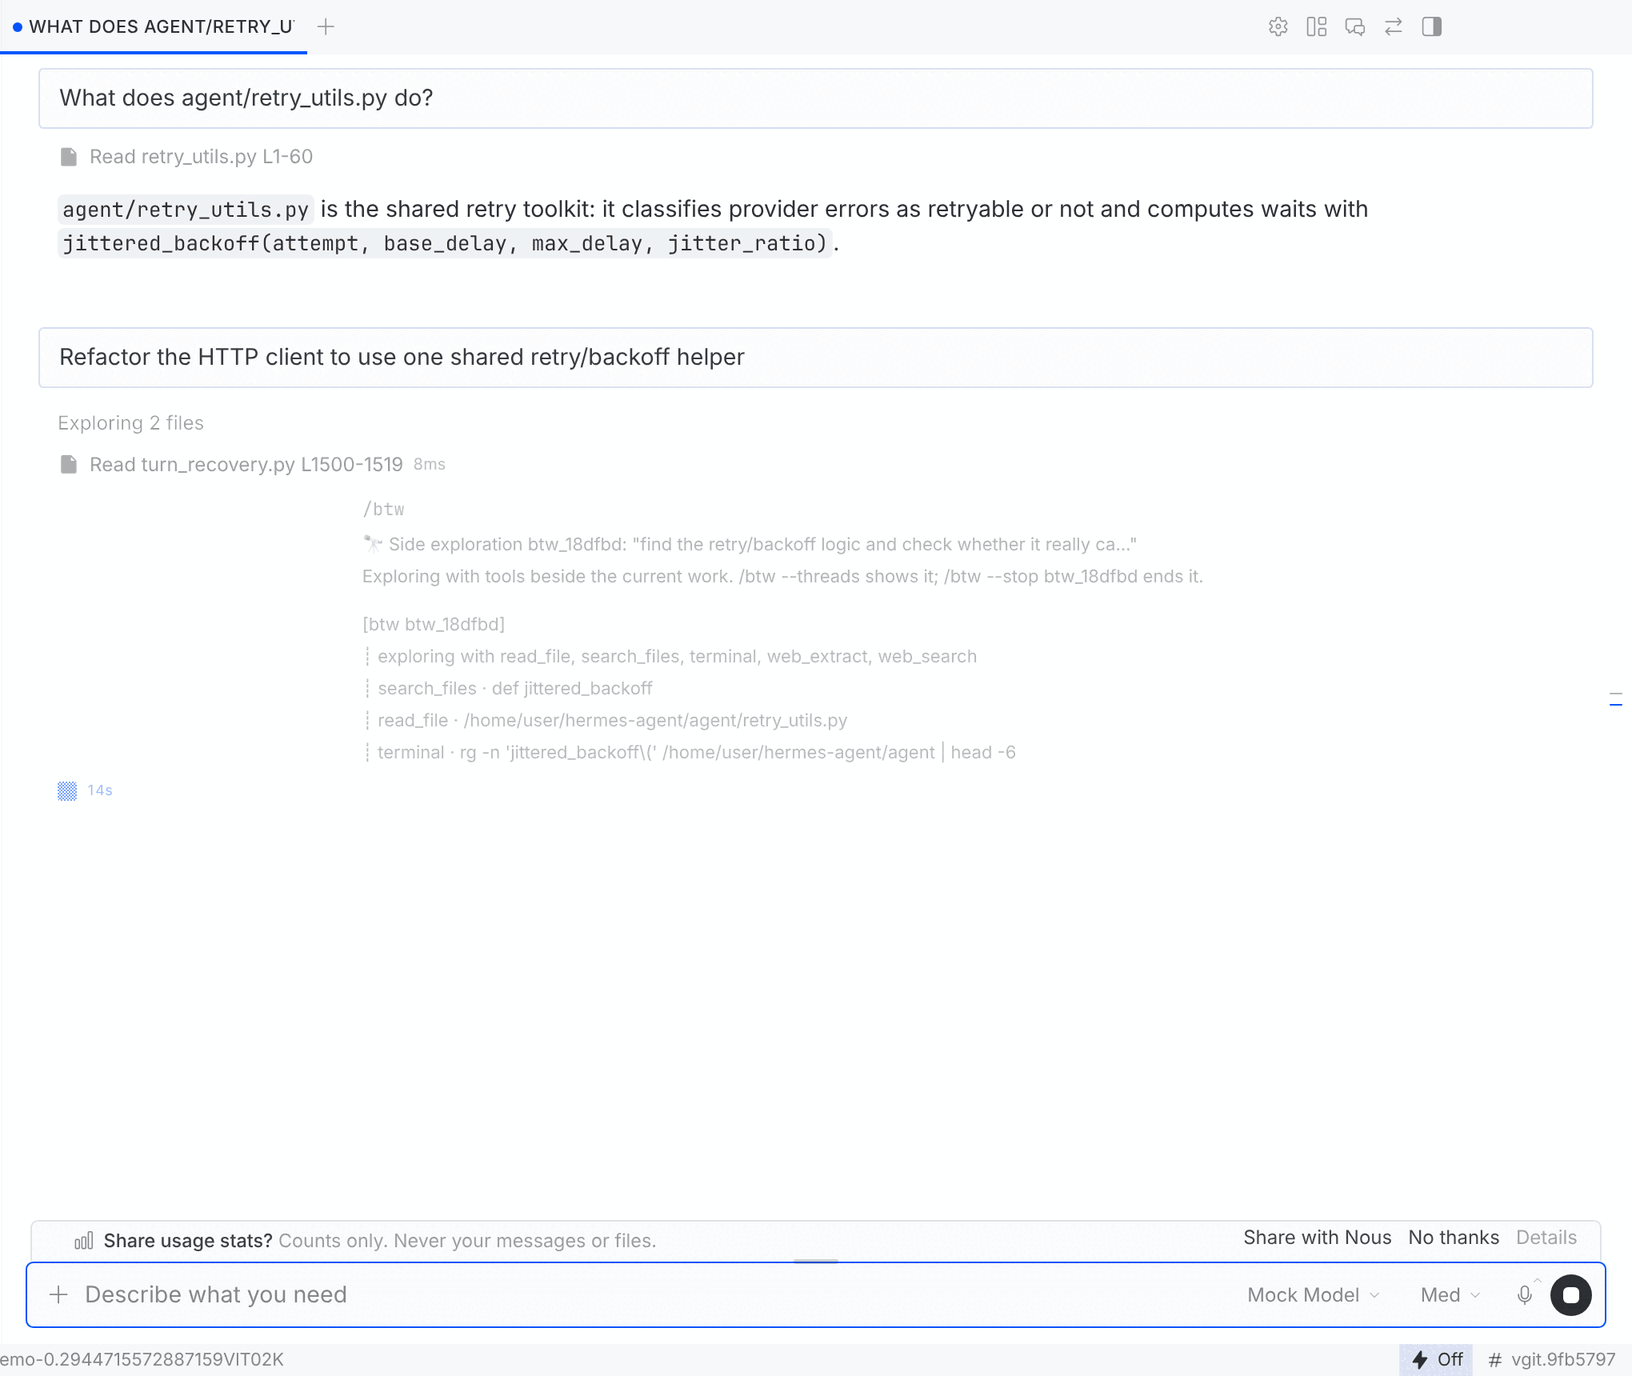 WHAT DOES AGENT/RETRY_U
What does agent/retry_utils.py do?
Read retry_utils.py L1-60
agent/retry_utils.py is the shared retry toolkit: it classifies provider errors as retryable or not and computes waits with
jittered_backoff(attempt, base_delay, max_delay, jitter_ratio).
Refactor the HTTP client to use one shared retry/backoff helper
Exploring 2 files
Read turn_recovery.py L1500-1519 8ms
/btw
🔭 Side exploration btw_18dfbd: "find the retry/backoff logic and check whether it really ca..."
Exploring with tools beside the current work. /btw --threads shows it; /btw --stop btw_18dfbd ends it.
[btw btw_18dfbd]
┊ exploring with read_file, search_files, terminal, web_extract, web_search
┊ search_files · def jittered_backoff
┊ read_file · /home/user/hermes-agent/agent/retry_utils.py
┊ terminal · rg -n 'jittered_backoff\(' /home/user/hermes-agent/agent | head -6
14s
Share usage stats? Counts only. Never your messages or files. Share with Nous No thanks Details
Describe what you need Mock Model Med
emo-0.2944715572887159VIT02K Off # vgit.9fb5797